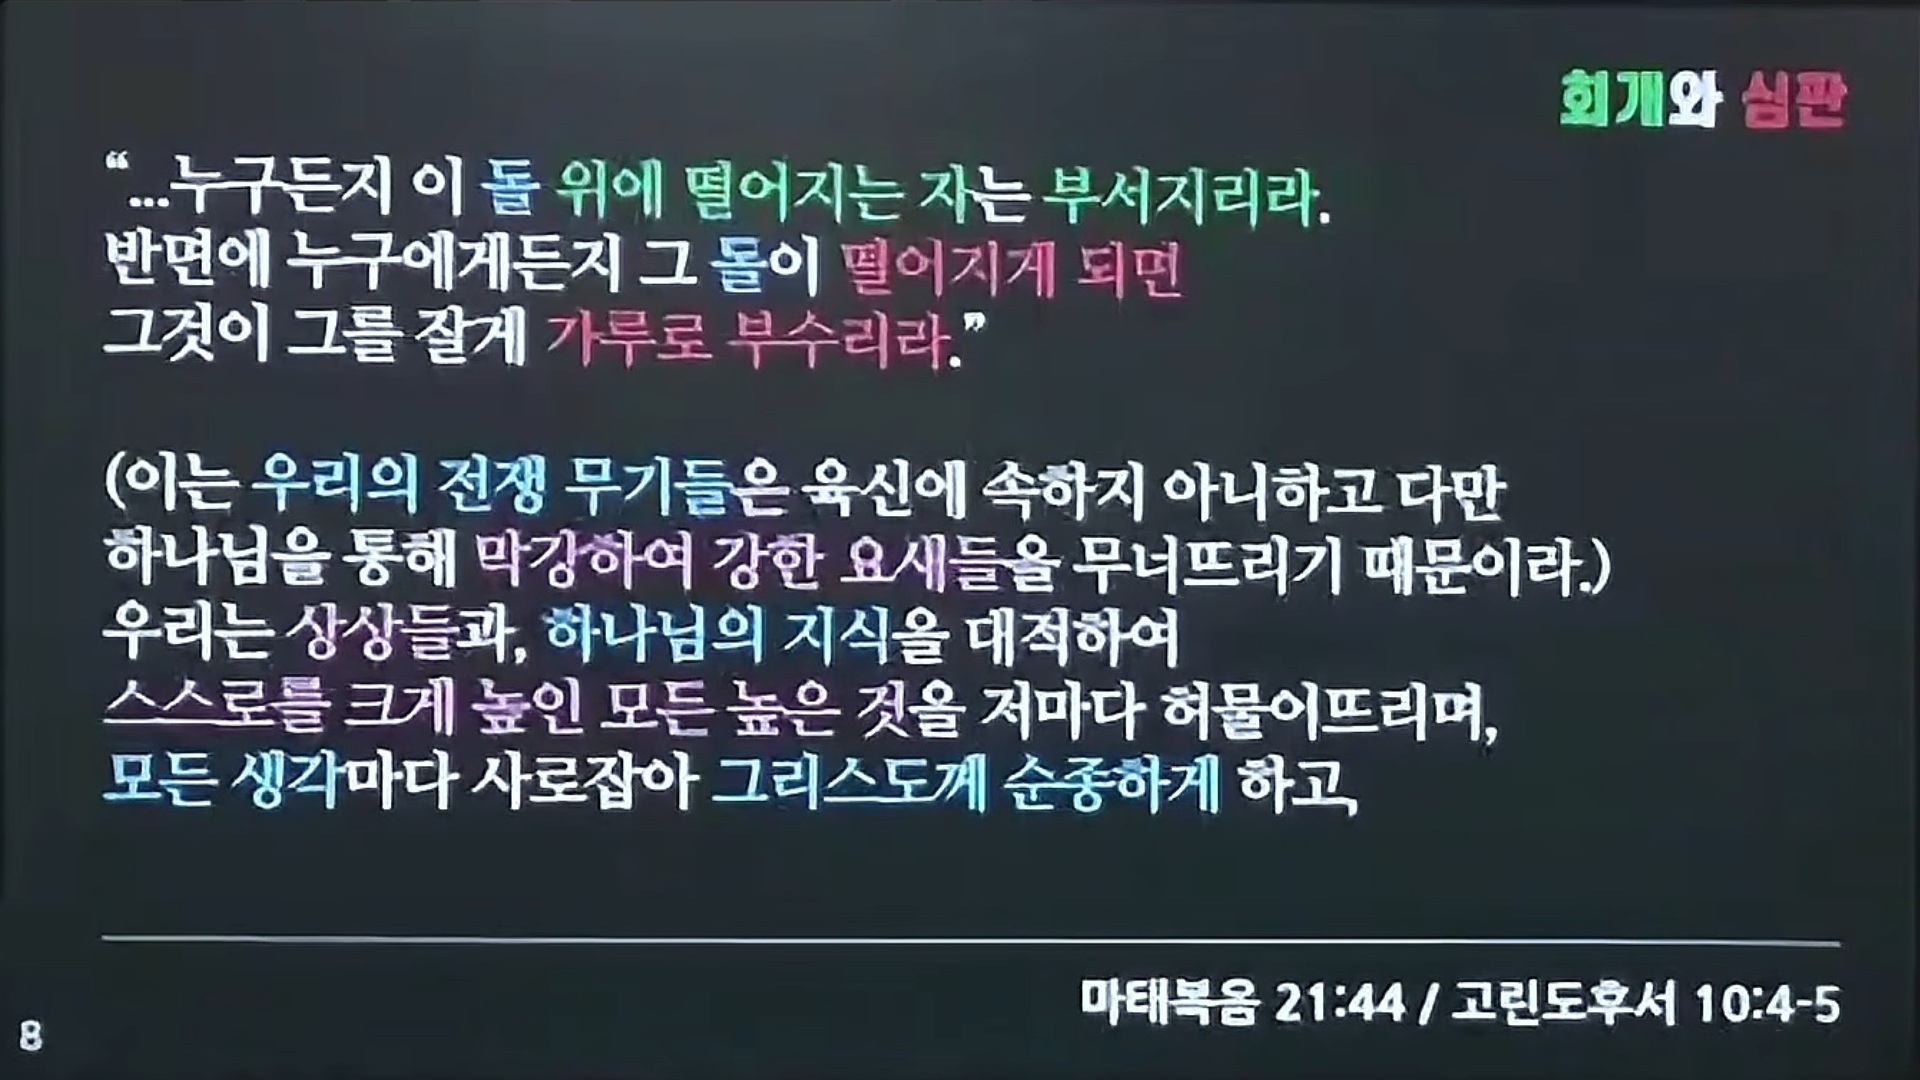 회개와 심판
“...누구든지 이 돌 위에 떨어지는 자는 부서지리라.
반면에 누구에게든지 그 돌이 떨어지게 되면
그것이 그를 잘게 가루로 부수리라.”
(이는 우리의 전쟁 무기들은 육신에 속하지 아니하고 다만
하나님을 통해 막강하여 강한 요새들을 무너뜨리기 때문이라.)
우리는 상상들과, 하나님의 지식을 대적하여
스스로를 크게 높인 모든 높은 것을 저마다 허물어뜨리며,
모든 생각마다 사로잡아 그리스도께 순종하게 하고,
마태복음 21:44 / 고린도후서 10:4-5
8